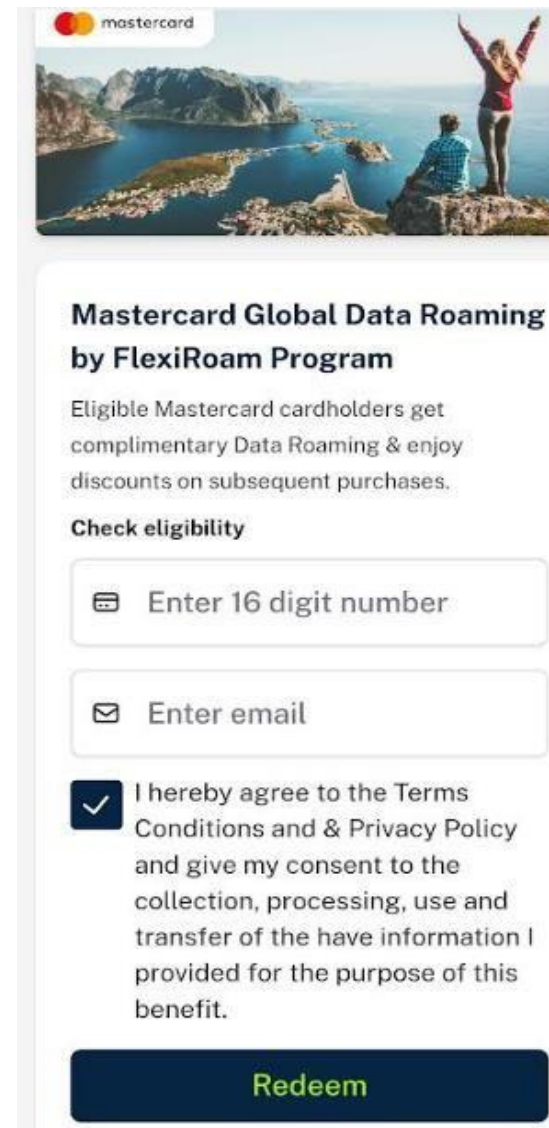 mastercard
Mastercard Global Data Roaming
by FlexiRoam Program
Eligible Mastercard cardholders get
complimentary Data Roaming & enjoy
discounts on subsequent purchases.
Check eligibility
Enter 16 digit number
Enter email
I hereby agree to the Terms
Conditions and & Privacy Policy
and give my consent to the
collection, processing, use and
transfer of the have information I
provided for the purpose of this
benefit.
Redeem